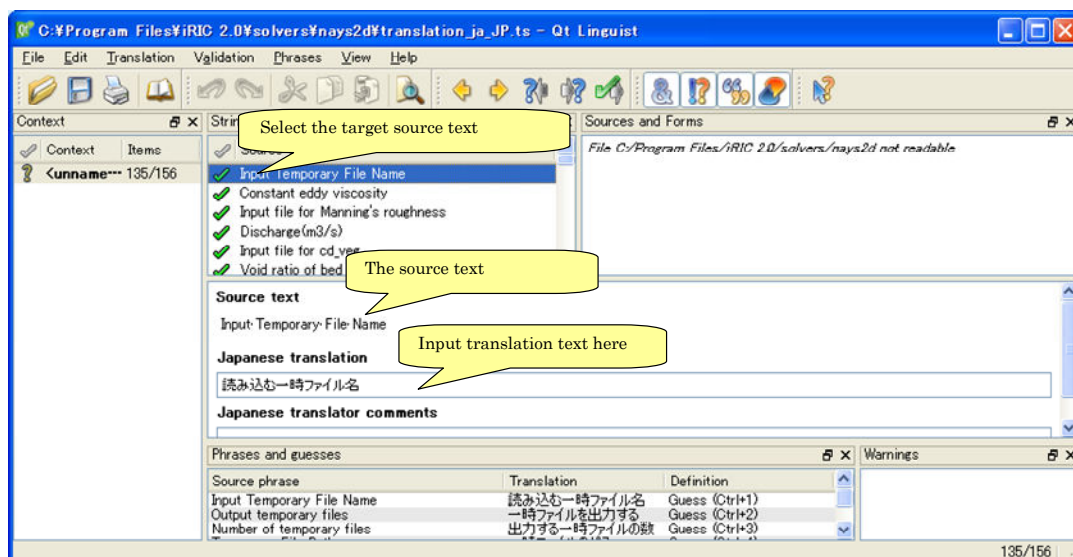 C:¥Program Files¥iRIC 2.0¥solvers¥nays2d¥translation_ja_JP.ts - Qt Linguist
File Edit Translation Validation Phrases View Help
Context
Strin
Sources and Forms
Context Items
<unname··· 135/156
Select the target source text
File C:/Program Files/iRIC 2.0/solvers/nays2d not readable
Input Temporary File Name
Constant eddy viscosity
Input file for Manning's roughness
Discharge(m3/s)
Input file for cd_veg
Void ratio of bed
The source text
Source text
Input·Temporary·File·Name
Input translation text here
Japanese translation
読み込む一時ファイル名
Japanese translator comments
Phrases and guesses
Warnings
Source phrase Translation Definition
Input Temporary File Name 読み込む一時ファイル名 Guess (Ctrl+1)
Output temporary files 一時ファイルを出力する Guess (Ctrl+2)
Number of temporary files 出力する一時ファイルの数 Guess (Ctrl+3)
135/156